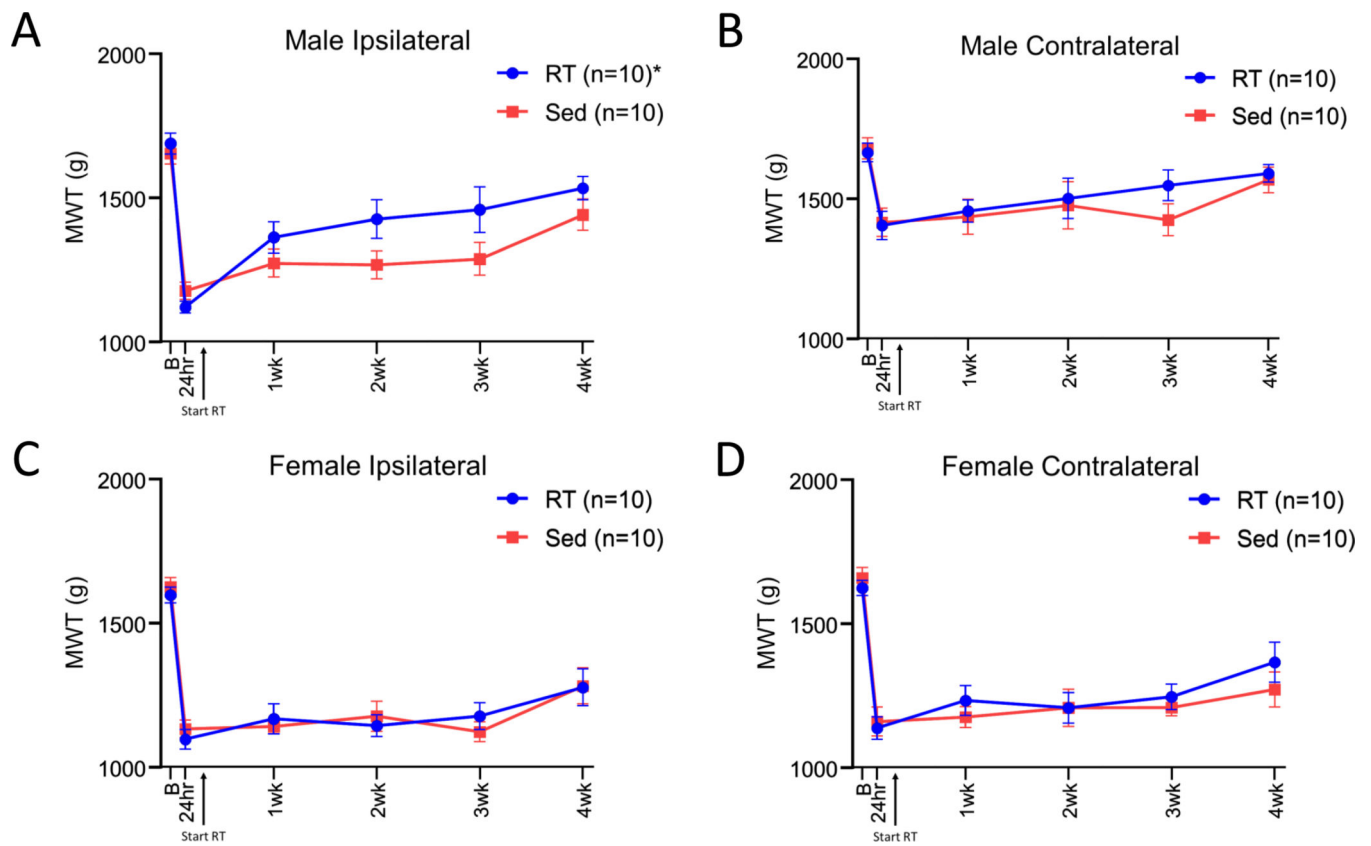 A
Male Ipsilateral
2000
1500
1000
MWT (g)
RT (n=10)*
Sed (n=10)
B
24hr
1wk
2wk
3wk
4wk
Start RT
B
Male Contralateral
2000
1500
1000
MWT (g)
RT (n=10)
Sed (n=10)
B
24hr
1wk
2wk
3wk
4wk
Start RT
C
Female Ipsilateral
2000
1500
1000
MWT (g)
RT (n=10)
Sed (n=10)
B
24hr
1wk
2wk
3wk
4wk
Start RT
D
Female Contralateral
2000
1500
1000
MWT (g)
RT (n=10)
Sed (n=10)
B
24hr
1wk
2wk
3wk
4wk
Start RT